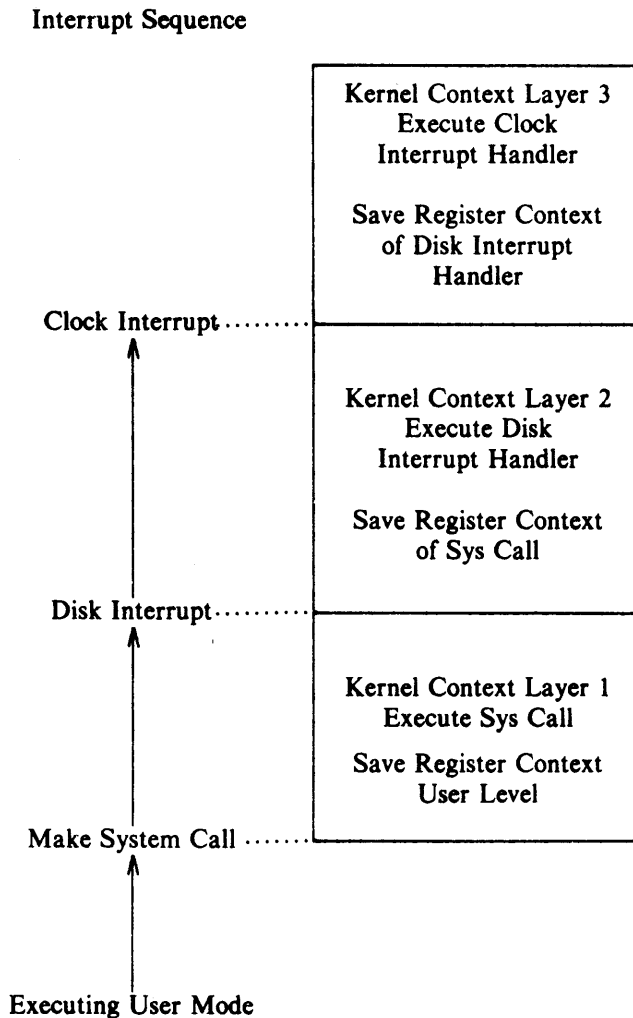 Interrupt Sequence
Kernel Context Layer 3
Execute Clock
Interrupt Handler
Save Register Context
of Disk Interrupt
Handler
Clock Interrupt
Kernel Context Layer 2
Execute Disk
Interrupt Handler
Save Register Context
of Sys Call
Disk Interrupt
Kernel Context Layer 1
Execute Sys Call
Save Register Context
User Level
Make System Call
Executing User Mode